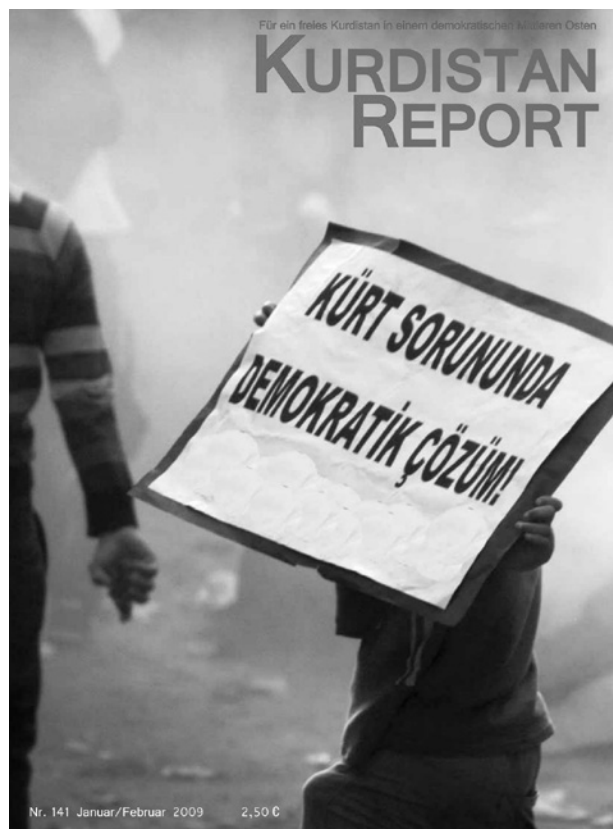 Für ein freies Kurdistan in einem demokratischen Mittleren Osten
KURDISTAN
REPORT
KÜRT SORUNUNDA
DEMOKRATİK ÇÖZÜM!
Nr. 141 Januar/Februar 2009 2,50 €